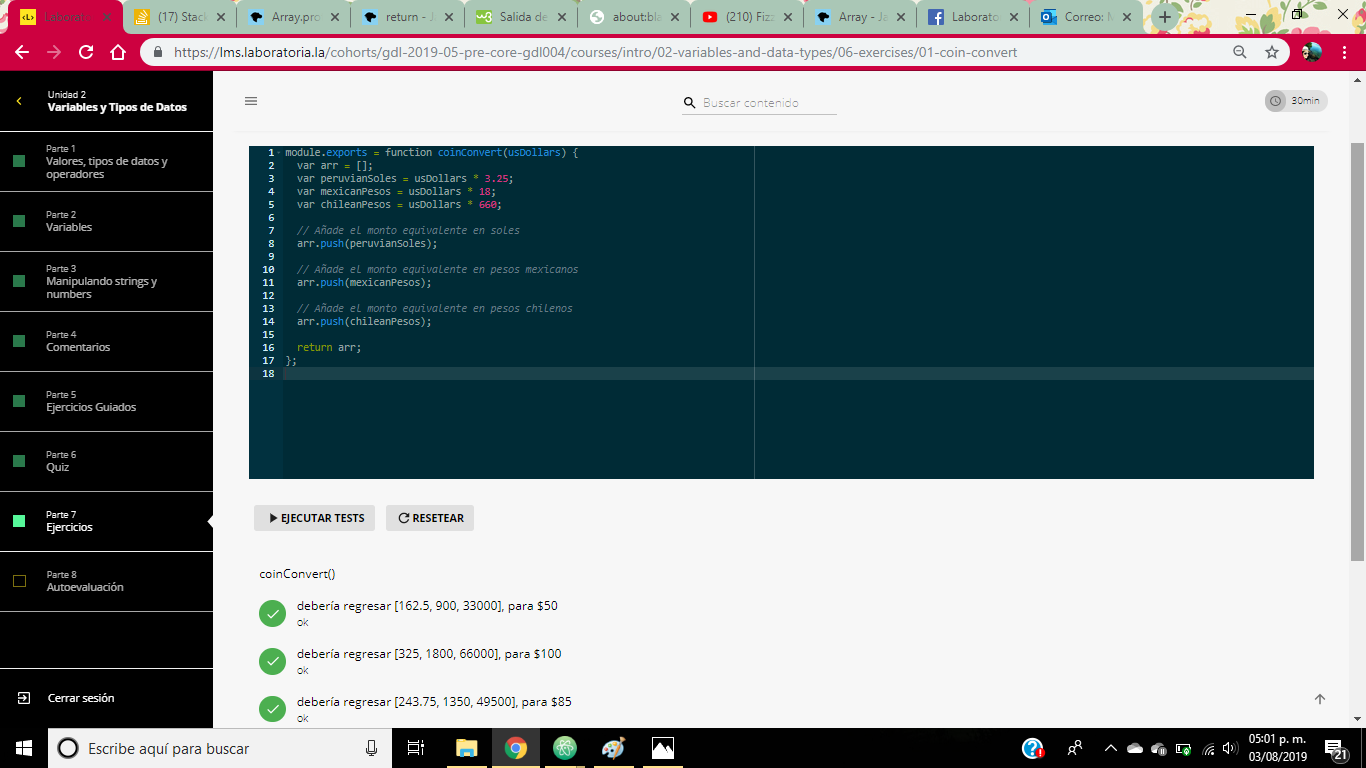 Laborato
(17) Stack
Array.pro
return - J
Salida de
about:bla
(210) Fizz
Array - Ja
Laborato
Correo: M
https://lms.laboratoria.la/cohorts/gdl-2019-05-pre-core-gdl004/courses/intro/02-variables-and-data-types/06-exercises/01-coin-convert
Unidad 2
Variables y Tipos de Datos
Parte 1
Valores, tipos de datos y
operadores
Parte 2
Variables
Parte 3
Manipulando strings y
numbers
Parte 4
Comentarios
Parte 5
Ejercicios Guiados
Parte 6
Quiz
Parte 7
Ejercicios
Parte 8
Autoevaluación
Cerrar sesión
Buscar contenido
30min
1 module.exports = function coinConvert(usDollars) {
2 var arr = [];
3 var peruvianSoles = usDollars * 3.25;
4 var mexicanPesos = usDollars * 18;
5 var chileanPesos = usDollars * 660;
6
7 // Añade el monto equivalente en soles
8 arr.push(peruvianSoles);
9
10 // Añade el monto equivalente en pesos mexicanos
11 arr.push(mexicanPesos);
12
13 // Añade el monto equivalente en pesos chilenos
14 arr.push(chileanPesos);
15
16 return arr;
17 };
18
EJECUTAR TESTS
RESETEAR
coinConvert()
debería regresar [162.5, 900, 33000], para $50
ok
debería regresar [325, 1800, 66000], para $100
ok
debería regresar [243.75, 1350, 49500], para $85
ok
Escribe aquí para buscar
05:01 p. m.
03/08/2019
21